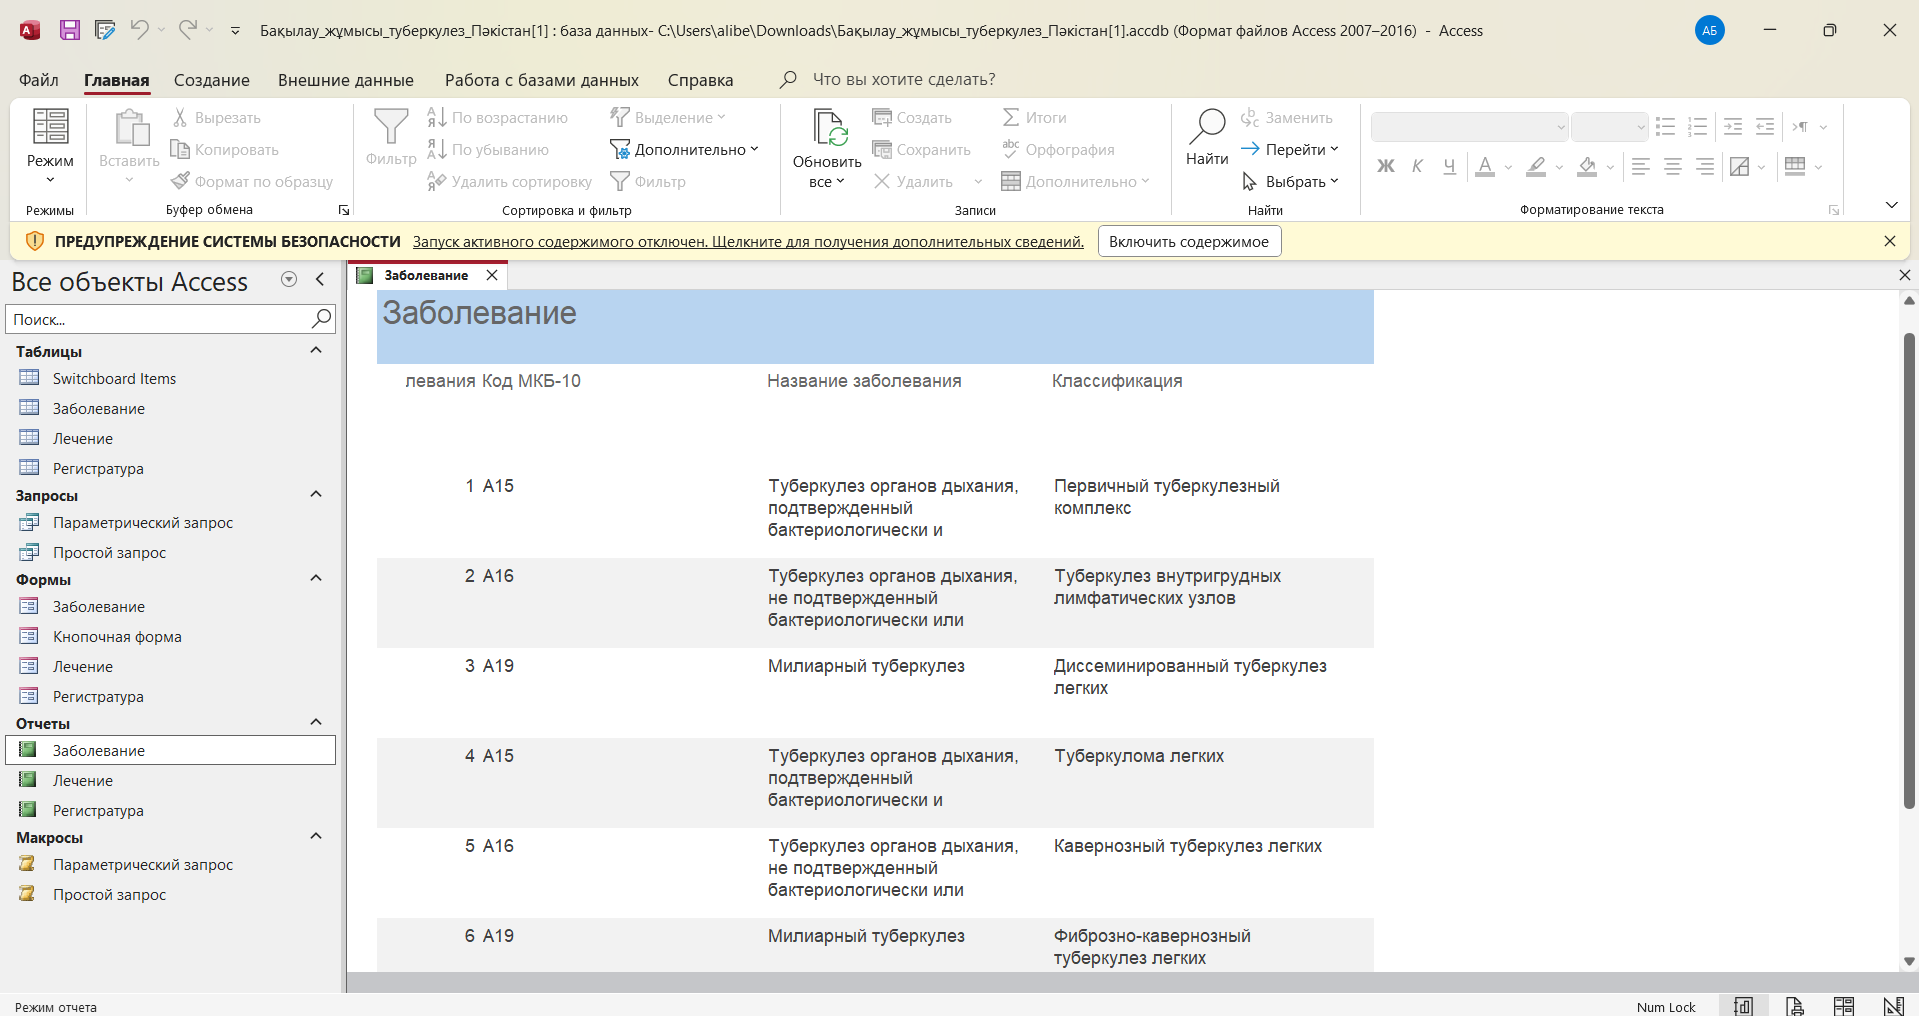 Бақылау_жұмысы_туберкулез_Пәкістан[1] : база данных- C:\Users\alibe\Downloads\Бақылау_жұмысы_туберкулез_Пәкістан[1].accdb (Формат файлов Access 2007–2016) - Access
АБ
Файл Главная Создание Внешние данные Работа с базами данных Справка Что вы хотите сделать?
Режим
Режимы
Вставить
Вырезать
Копировать
Формат по образцу
Буфер обмена
Фильтр
По возрастанию
По убыванию
Удалить сортировку
Выделение
Дополнительно
Фильтр
Сортировка и фильтр
Обновить
все
Создать
Сохранить
Удалить
Итоги
Орфография
Дополнительно
Записи
Найти
Заменить
Перейти
Выбрать
Найти
Ж К Ч А
Форматирование текста
ПРЕДУПРЕЖДЕНИЕ СИСТЕМЫ БЕЗОПАСНОСТИ Запуск активного содержимого отключен. Щелкните для получения дополнительных сведений. Включить содержимое
Все объекты Access
Поиск...
Таблицы
Switchboard Items
Заболевание
Лечение
Регистратура
Запросы
Параметрический запрос
Простой запрос
Формы
Заболевание
Кнопочная форма
Лечение
Регистратура
Отчеты
Заболевание
Лечение
Регистратура
Макросы
Параметрический запрос
Простой запрос
Заболевание
Заболевание
левания Код МКБ-10 Название заболевания Классификация
1 A15 Туберкулез органов дыхания, Первичный туберкулезный
подтвержденный комплекс
бактериологически и
2 A16 Туберкулез органов дыхания, Туберкулез внутригрудных
не подтвержденный лимфатических узлов
бактериологически или
3 A19 Милиарный туберкулез Диссеминированный туберкулез
легких
4 A15 Туберкулез органов дыхания, Туберкулома легких
подтвержденный
бактериологически и
5 A16 Туберкулез органов дыхания, Кавернозный туберкулез легких
не подтвержденный
бактериологически или
6 A19 Милиарный туберкулез Фиброзно-кавернозный
туберкулез легких
Режим отчета
Num Lock